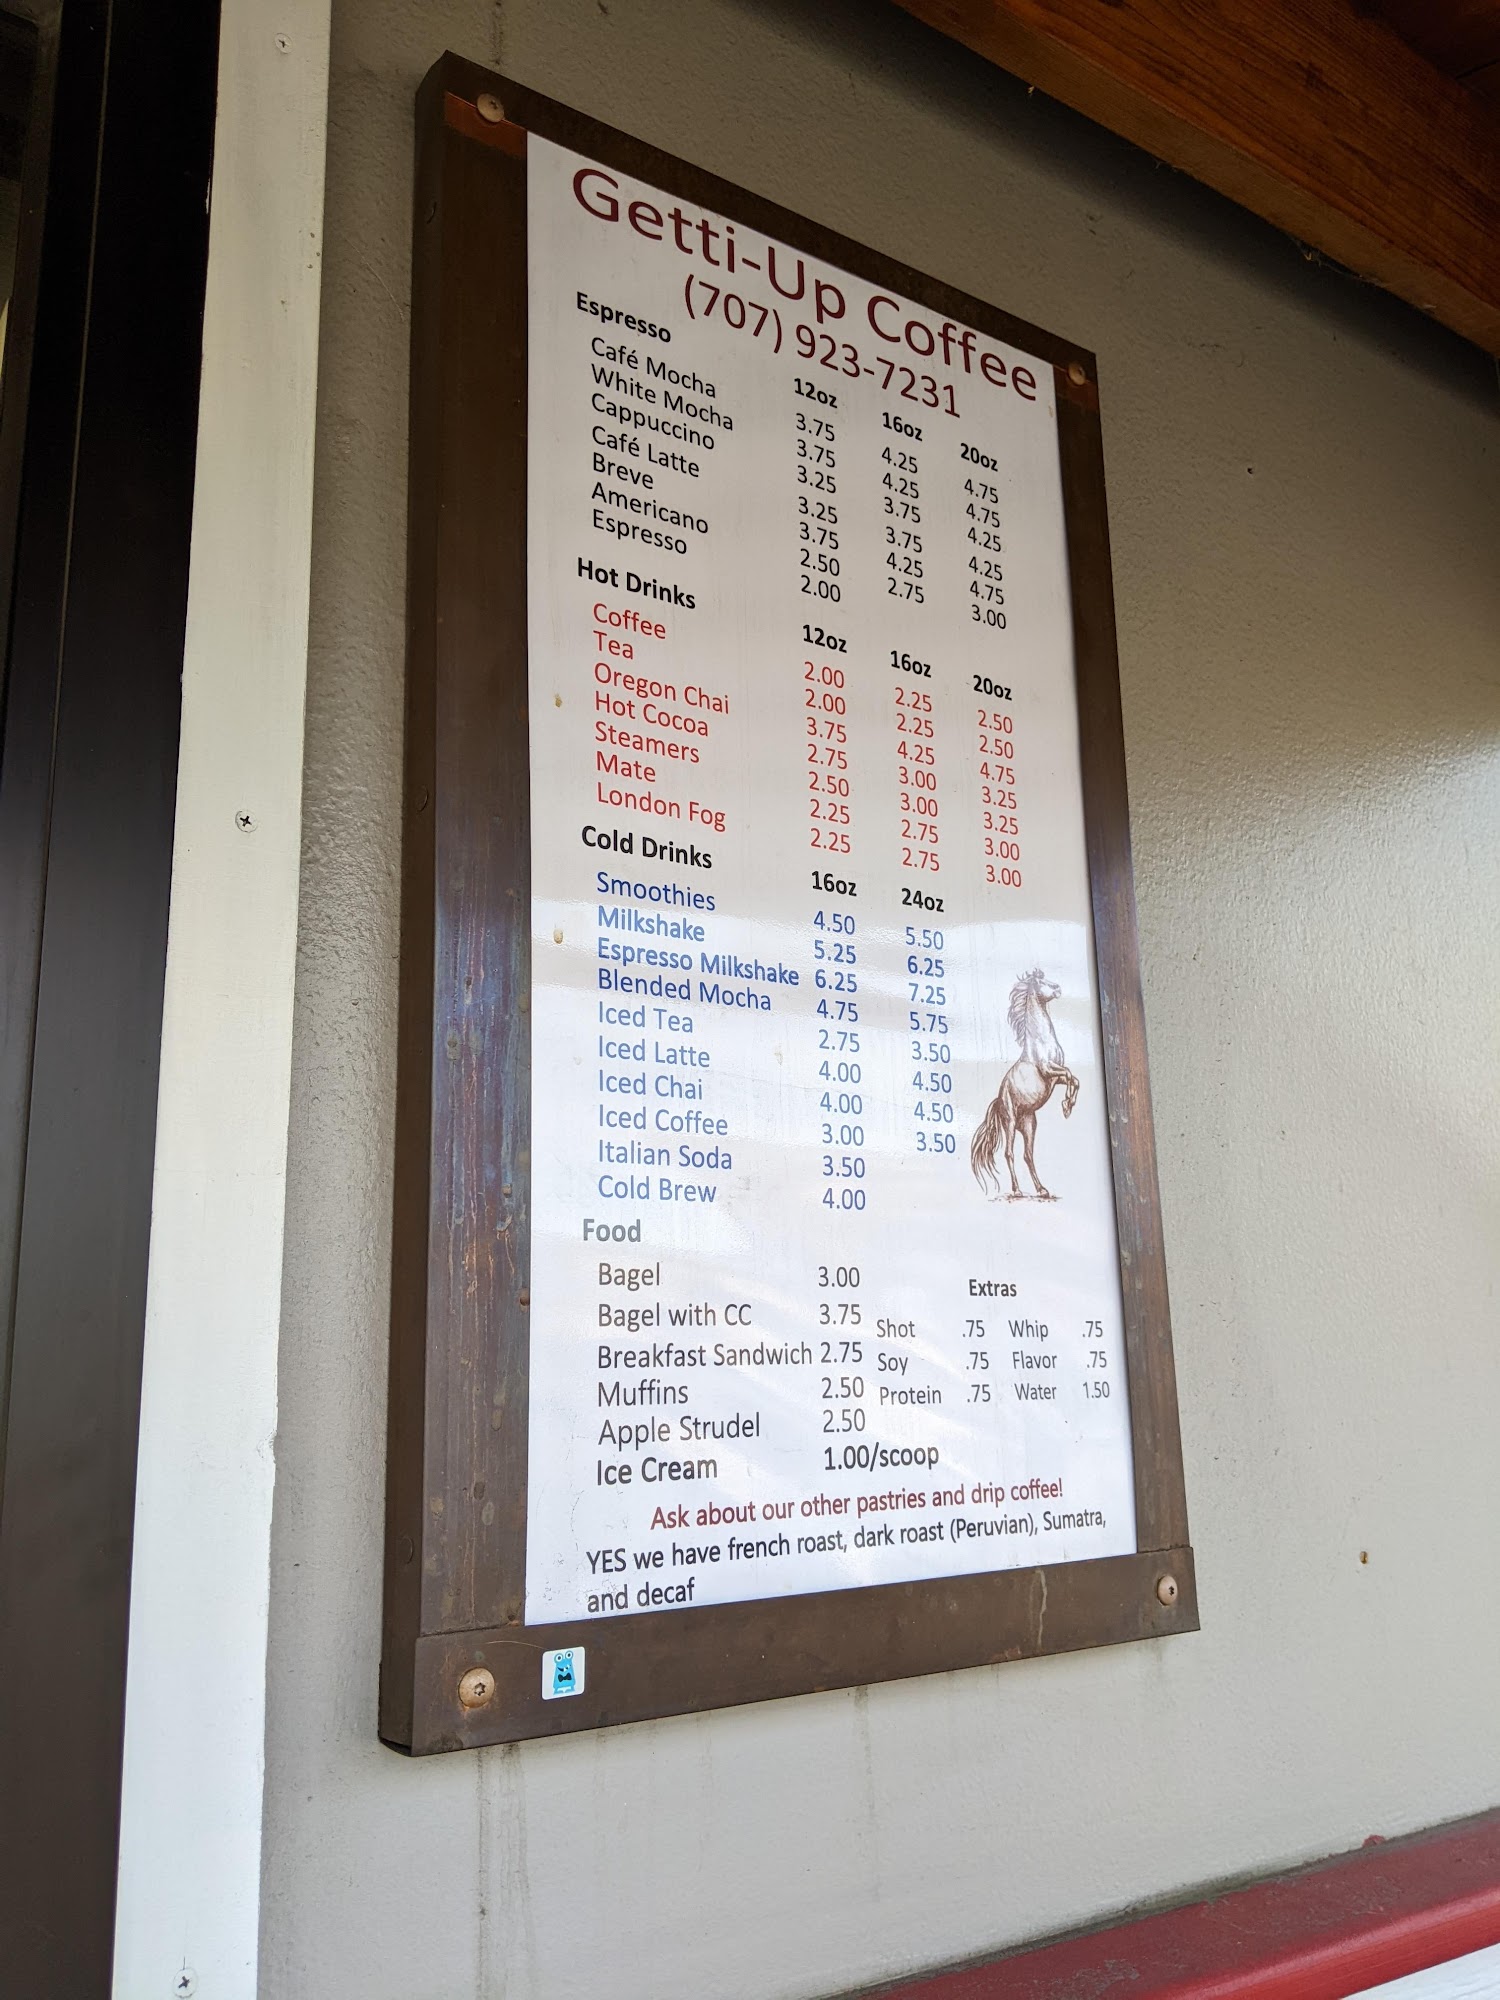 Getti-Up Coffee
(707) 923-7231
Espresso 12oz 16oz 20oz
Café Mocha 3.75 4.25 4.75
White Mocha 3.75 4.25 4.75
Cappuccino 3.25 3.75 4.25
Café Latte 3.25 3.75 4.25
Breve 3.75 4.25 4.75
Americano 2.50 2.75 3.00
Espresso 2.00
Hot Drinks 12oz 16oz 20oz
Coffee 2.00 2.25 2.50
Tea 2.00 2.25 2.50
Oregon Chai 3.75 4.25 4.75
Hot Cocoa 2.75 3.00 3.25
Steamers 2.50 3.00 3.25
Mate 2.25 2.75 3.00
London Fog 2.25 2.75 3.00
Cold Drinks 16oz 24oz
Smoothies 4.50 5.50
Milkshake 5.25 6.25
Espresso Milkshake 6.25 7.25
Blended Mocha 4.75 5.75
Iced Tea 2.75 3.50
Iced Latte 4.00 4.50
Iced Chai 4.00 4.50
Iced Coffee 3.00 3.50
Italian Soda 3.50
Cold Brew 4.00
Food
Bagel 3.00
Bagel with CC 3.75
Breakfast Sandwich 2.75
Muffins 2.50
Apple Strudel 2.50
Ice Cream 1.00/scoop
Extras
Shot .75 Whip .75
Soy .75 Flavor .75
Protein .75 Water 1.50
Ask about our other pastries and drip coffee!
YES we have french roast, dark roast (Peruvian), Sumatra,
and decaf